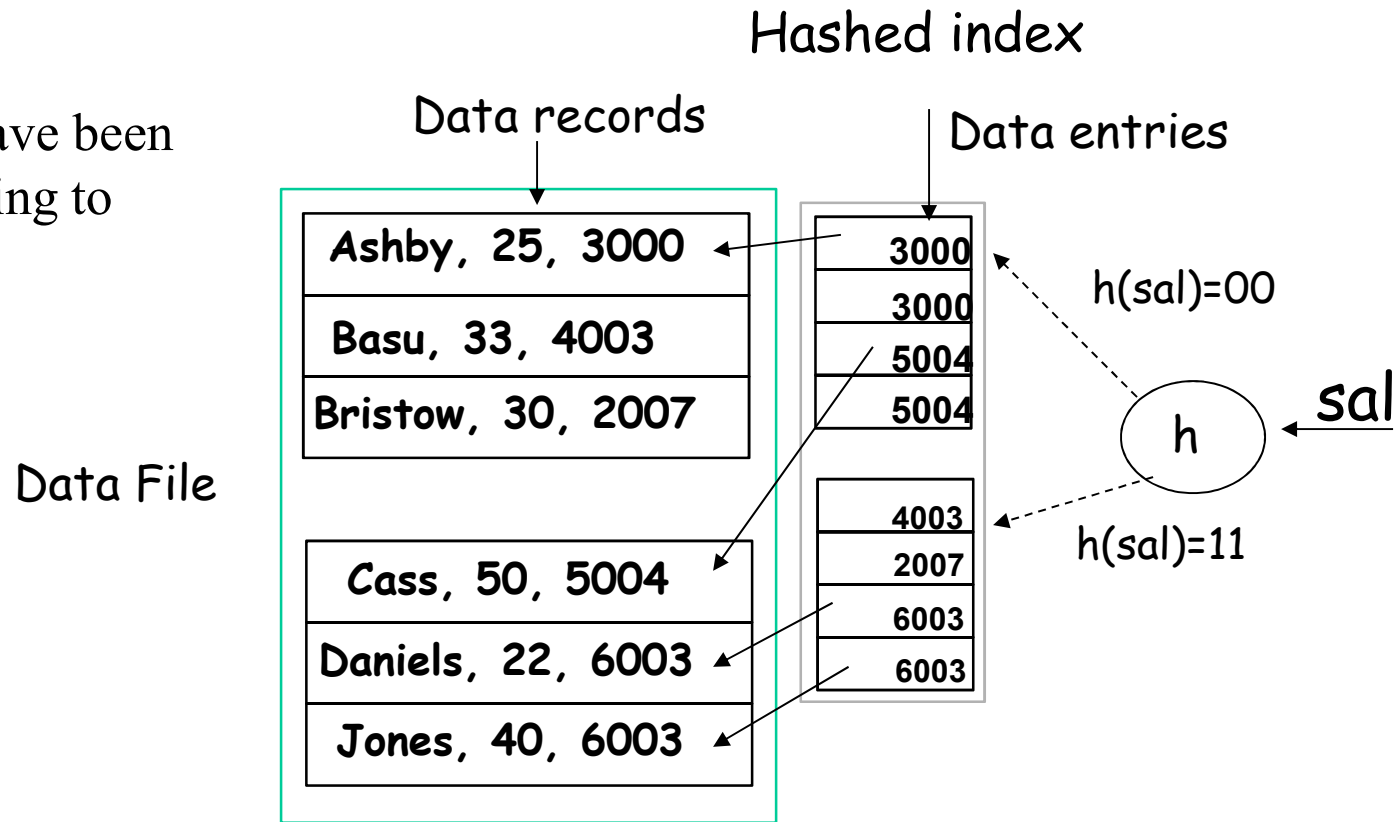 Hashed index
ave been
ing to
Data records
Data entries
Ashby, 25, 3000
Basu, 33, 4003
Bristow, 30, 2007
Data File
Cass, 50, 5004
Daniels, 22, 6003
Jones, 40, 6003
3000
3000
5004
5004
4003
2007
6003
6003
h(sal)=00
h
sal
h(sal)=11